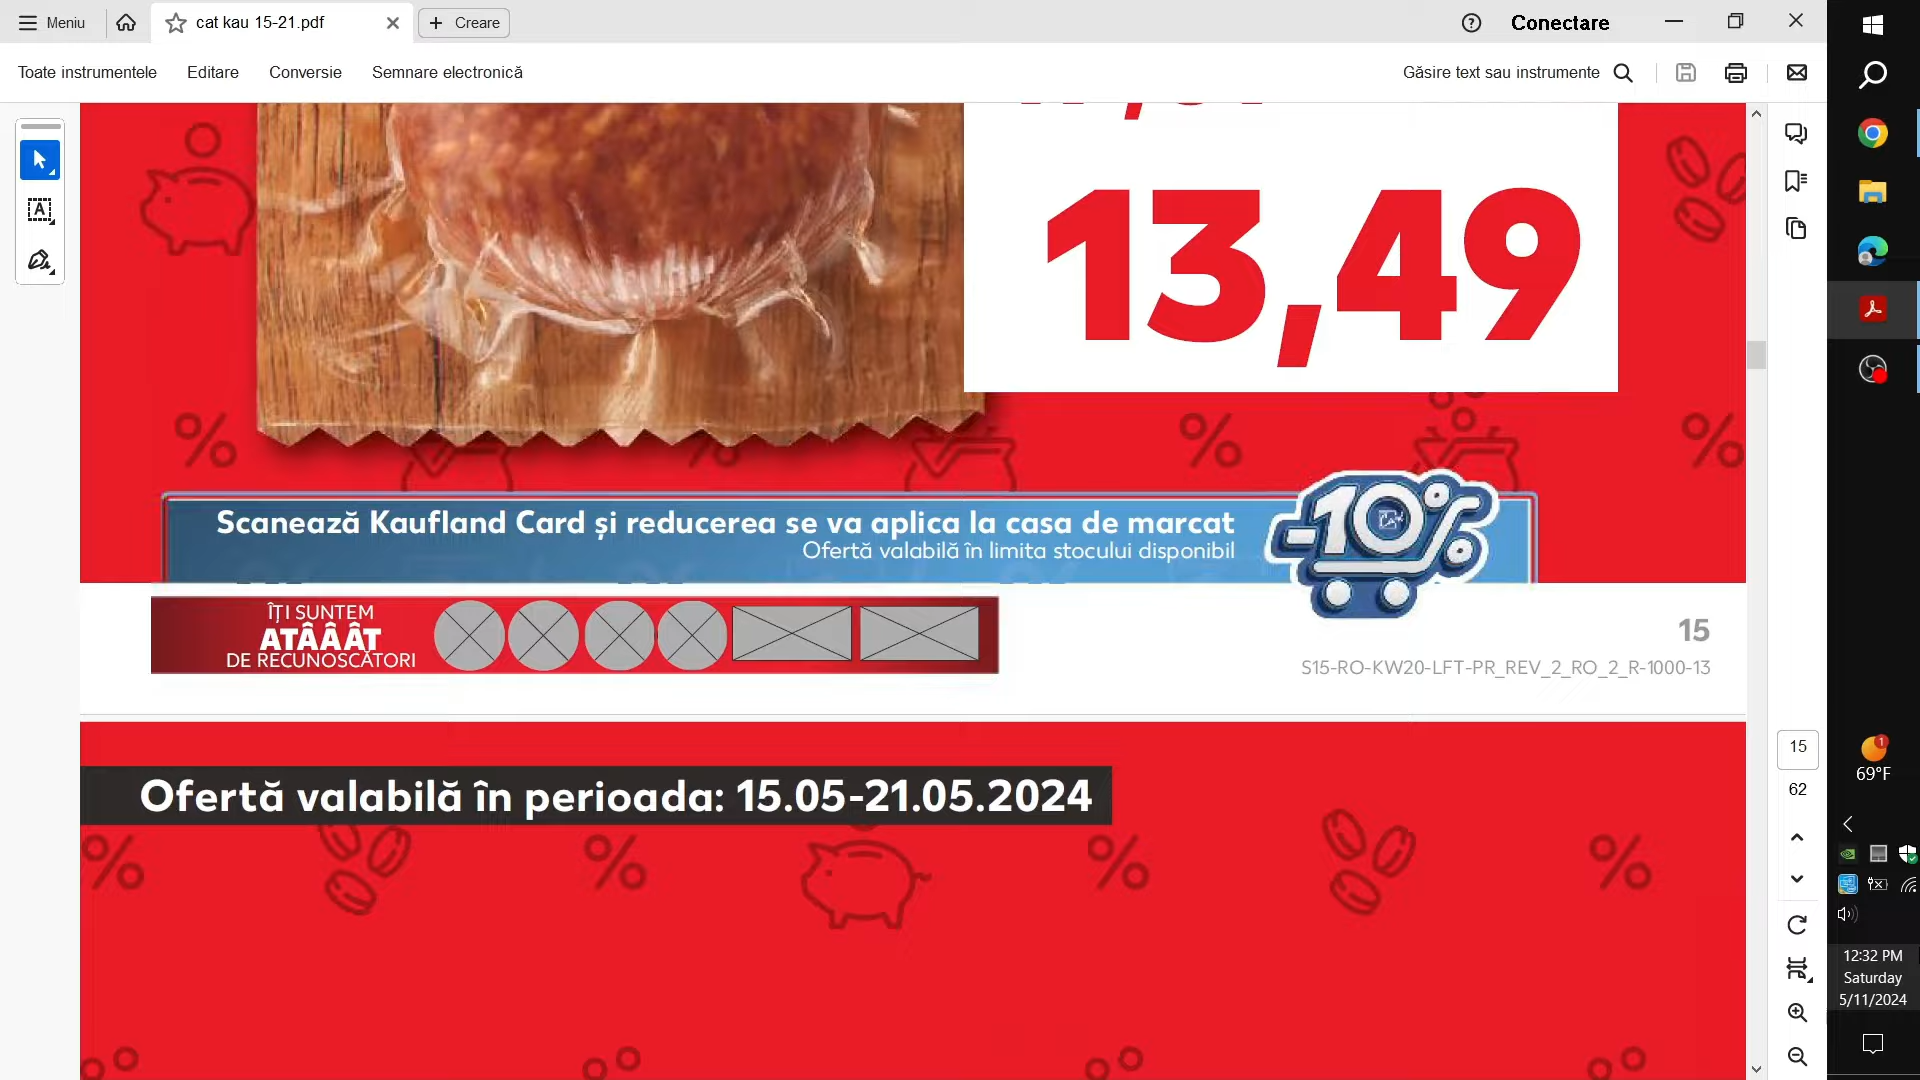 Meniu
cat kau 15-21.pdf
Creare
Conectare
Toate instrumentele
Editare
Conversie
Semnare electronică
Găsire text sau instrumente
A
13,49
Scanează Kaufland Card și reducerea se va aplica la casa de marcat
Ofertă valabilă în limita stocului disponibil
-10%
ÎȚI SUNTEM
ATÂÂÂT
DE RECUNOSCĂTORI
15
S15-RO-KW20-LFT-PR_REV_2_RO_2_R-1000-13
Ofertă valabilă în perioada: 15.05-21.05.2024
15
62
1
69°F
12:32 PM
Saturday
5/11/2024